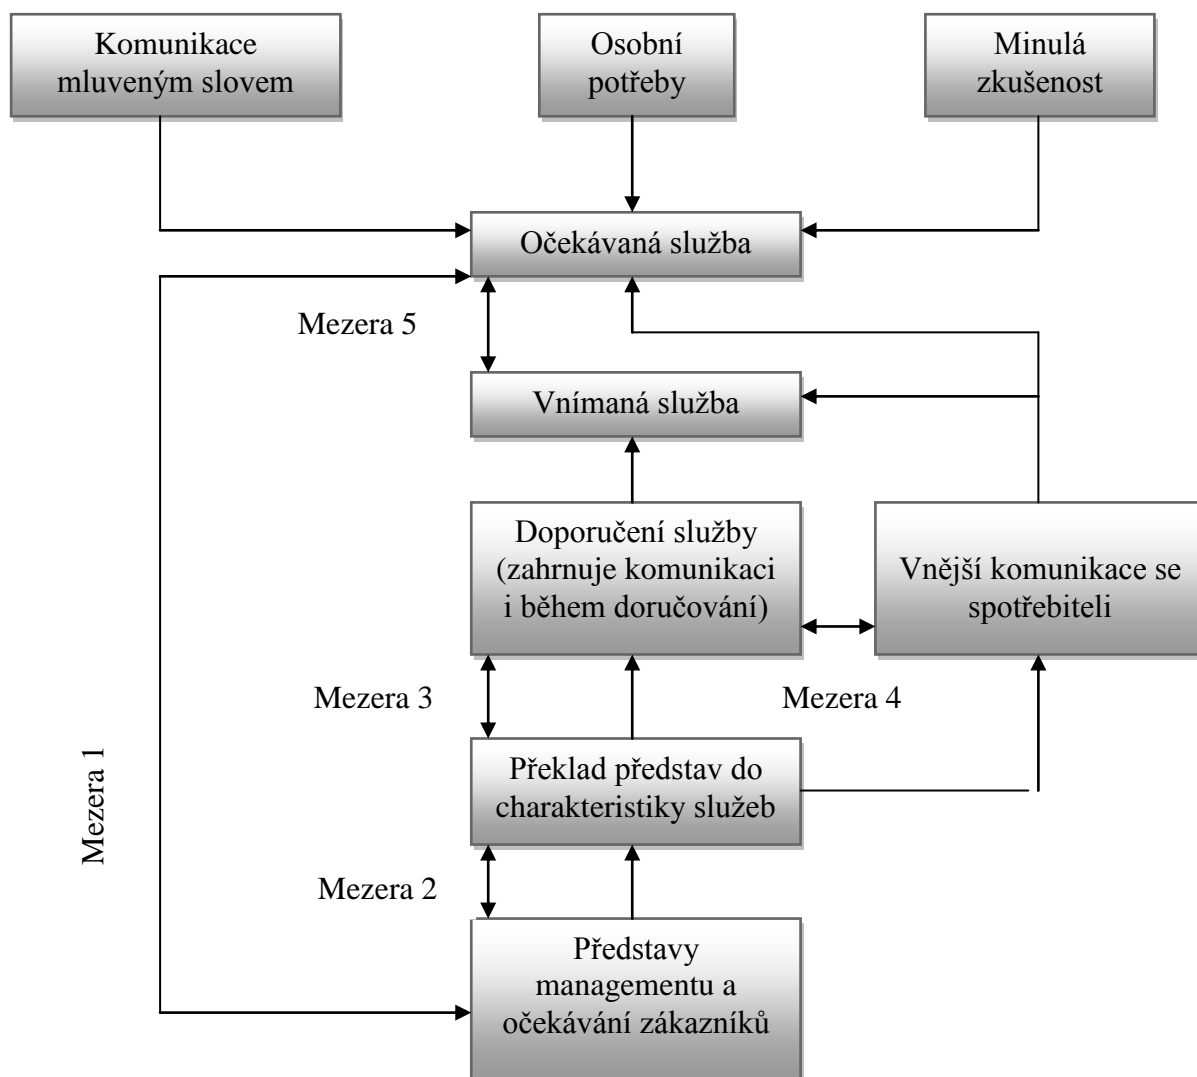 Komunikace
mluveným slovem
Osobní
potřeby
Minulá
zkušenost
Očekávaná služba
Mezera 5
Vnímaná služba
Doporučení služby
(zahrnuje komunikaci
i během doručování)
Vnější komunikace se
spotřebiteli
Mezera 3
Mezera 4
Mezera 1
Překlad představ do
charakteristiky služeb
Mezera 2
Představy
managementu a
očekávání zákazníků